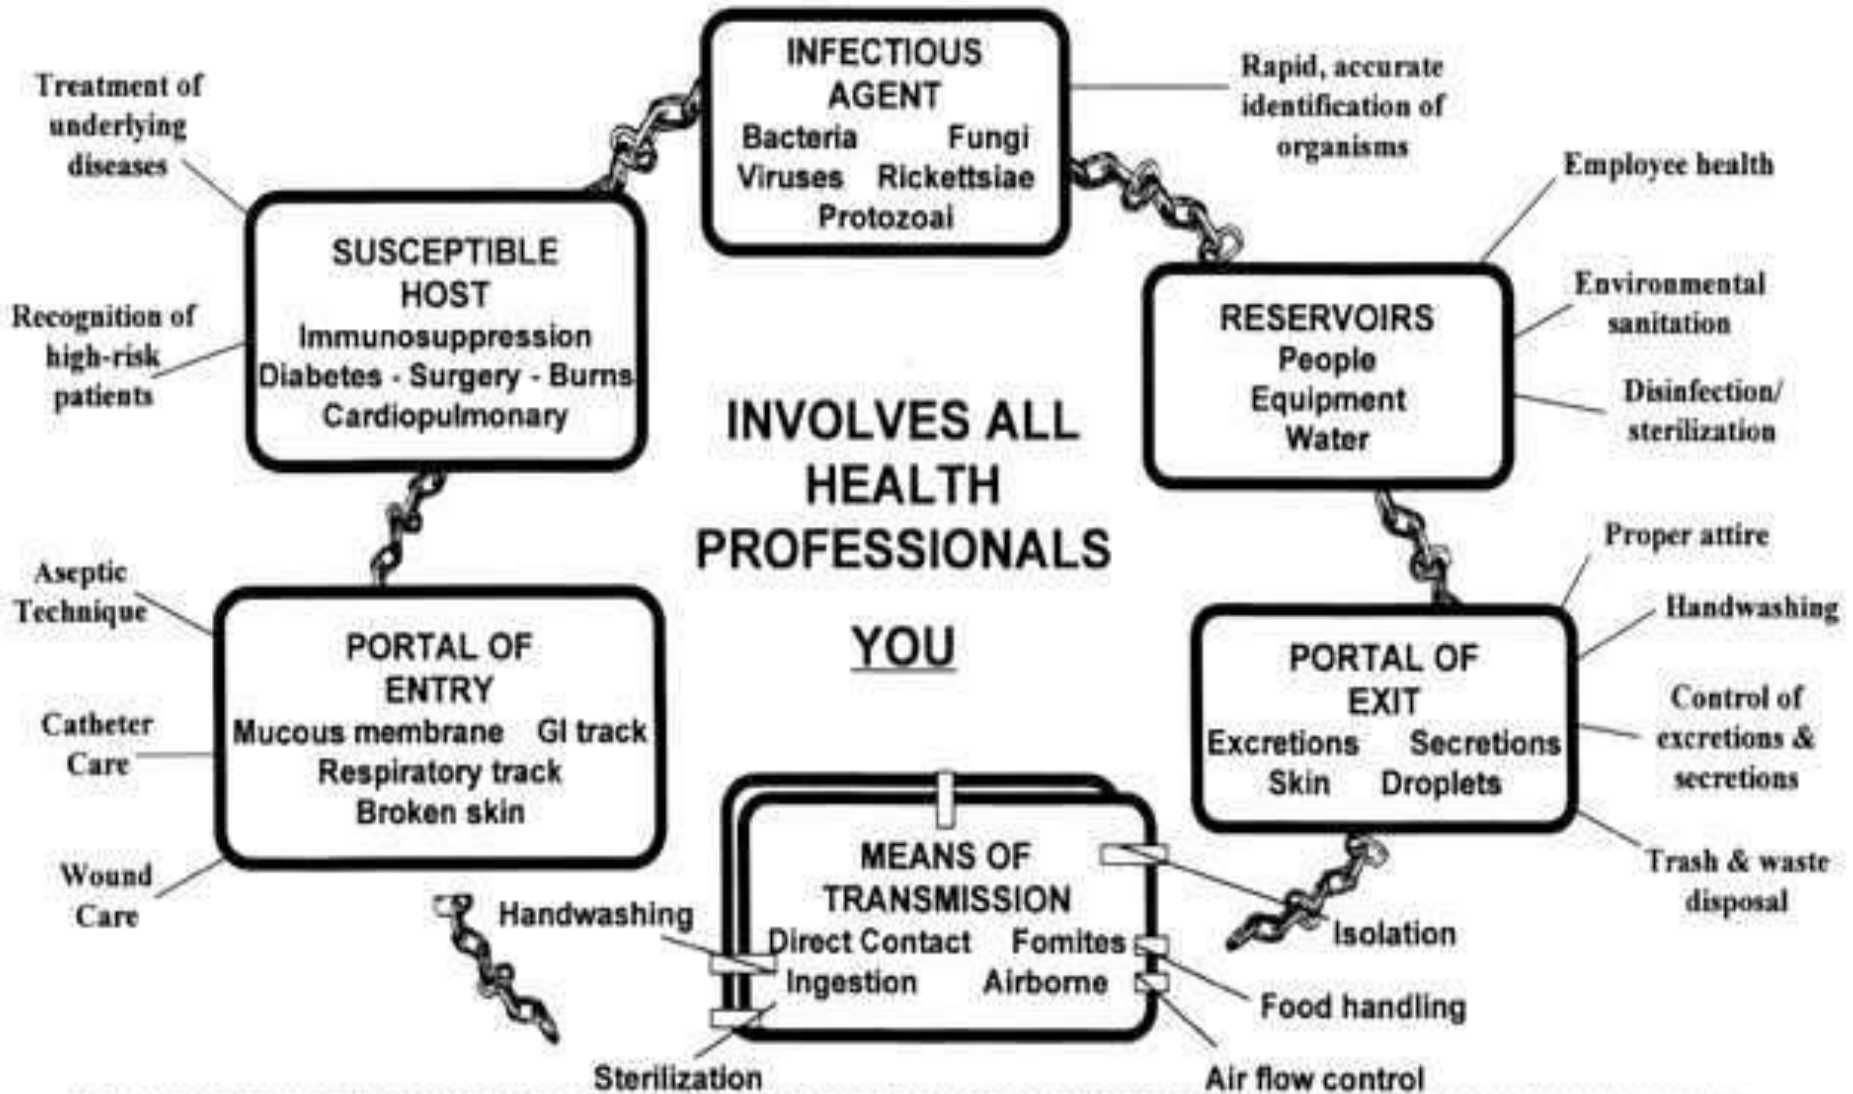 INFECTIOUS
AGENT
Bacteria Fungi
Viruses Rickettsiae
Protozoal
Rapid, accurate
identification of
organisms
Treatment of
underlying
diseases
Recognition of
high-risk
patients
SUSCEPTIBLE
HOST
Immunosuppression
Diabetes - Surgery - Burns
Cardiopulmonary
Employee health
Environmental
sanitation
Disinfection/
sterilization
RESERVOIRS
People
Equipment
Water
INVOLVES ALL
HEALTH
PROFESSIONALS
YOU
Aseptic
Technique
Catheter
Care
Wound
Care
PORTAL OF
ENTRY
Mucous membrane GI track
Respiratory track
Broken skin
Proper attire
Handwashing
Control of
excretions &
secretions
Trash & waste
disposal
PORTAL OF
EXIT
Excretions Secretions
Skin Droplets
MEANS OF
TRANSMISSION
Direct Contact Fomites
Ingestion Airborne
Handwashing
Sterilization
Isolation
Food handling
Air flow control